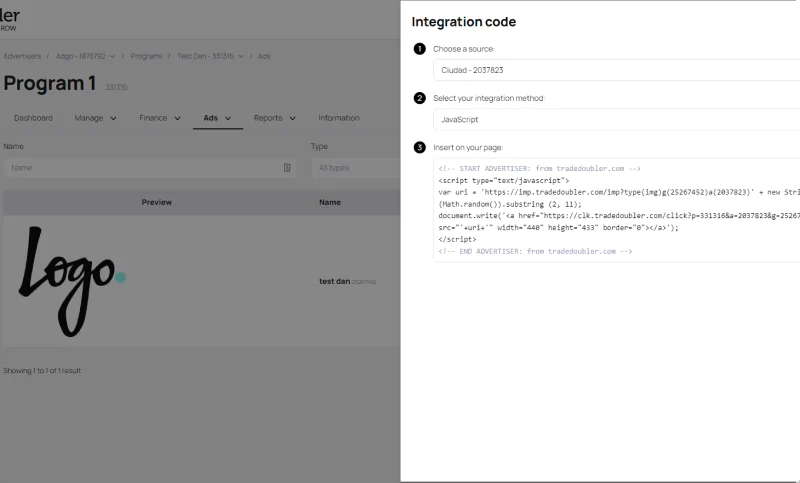 ler
ROW
Advertisers / Adgo - 1875792 / Programs / Test Dan - 331316 / Ads
Program 1 331316
Dashboard Manage Finance Ads Reports Information
Name Type
Name All types
Preview Name
Logo
test dan
Showing 1 to 1 of 1 result
Integration code
1 Choose a source:
Ciudad - 2037823
2 Select your integration method:
JavaScript
3 Insert on your page:
<!-- START ADVERTISER: from tradedoubler.com -->
<script type="text/javascript">
var uri = 'https://imp.tradedoubler.com/imp?type(img)g(25267452)a(2037823)' + new Stri
(Math.random()).substring (2, 11);
document.write('<a href="https://clk.tradedoubler.com/click?p=331316&a=2037823&g=25267
src="'+uri+'" width="440" height="433" border="0"></a>');
</script>
<!-- END ADVERTISER: from tradedoubler.com -->